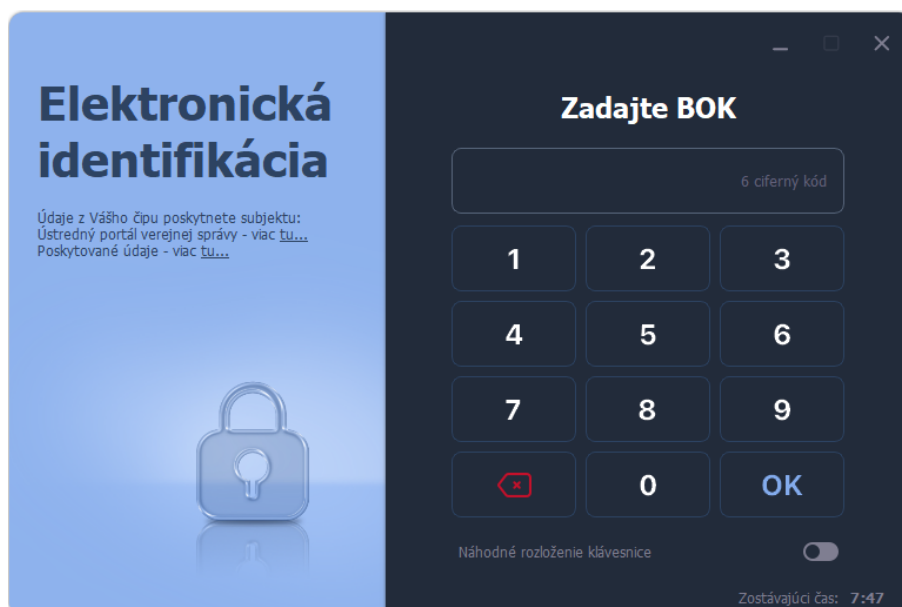 Elektronická
identifikácia
Údaje z Vášho čipu poskytnete subjektu:
Ústredný portál verejnej správy - viac tu...
Poskytované údaje - viac tu...
Zadajte BOK
6 ciferný kód
1 2 3
4 5 6
7 8 9
0 OK
Náhodné rozloženie klávesnice
Zostávajúci čas: 7:47